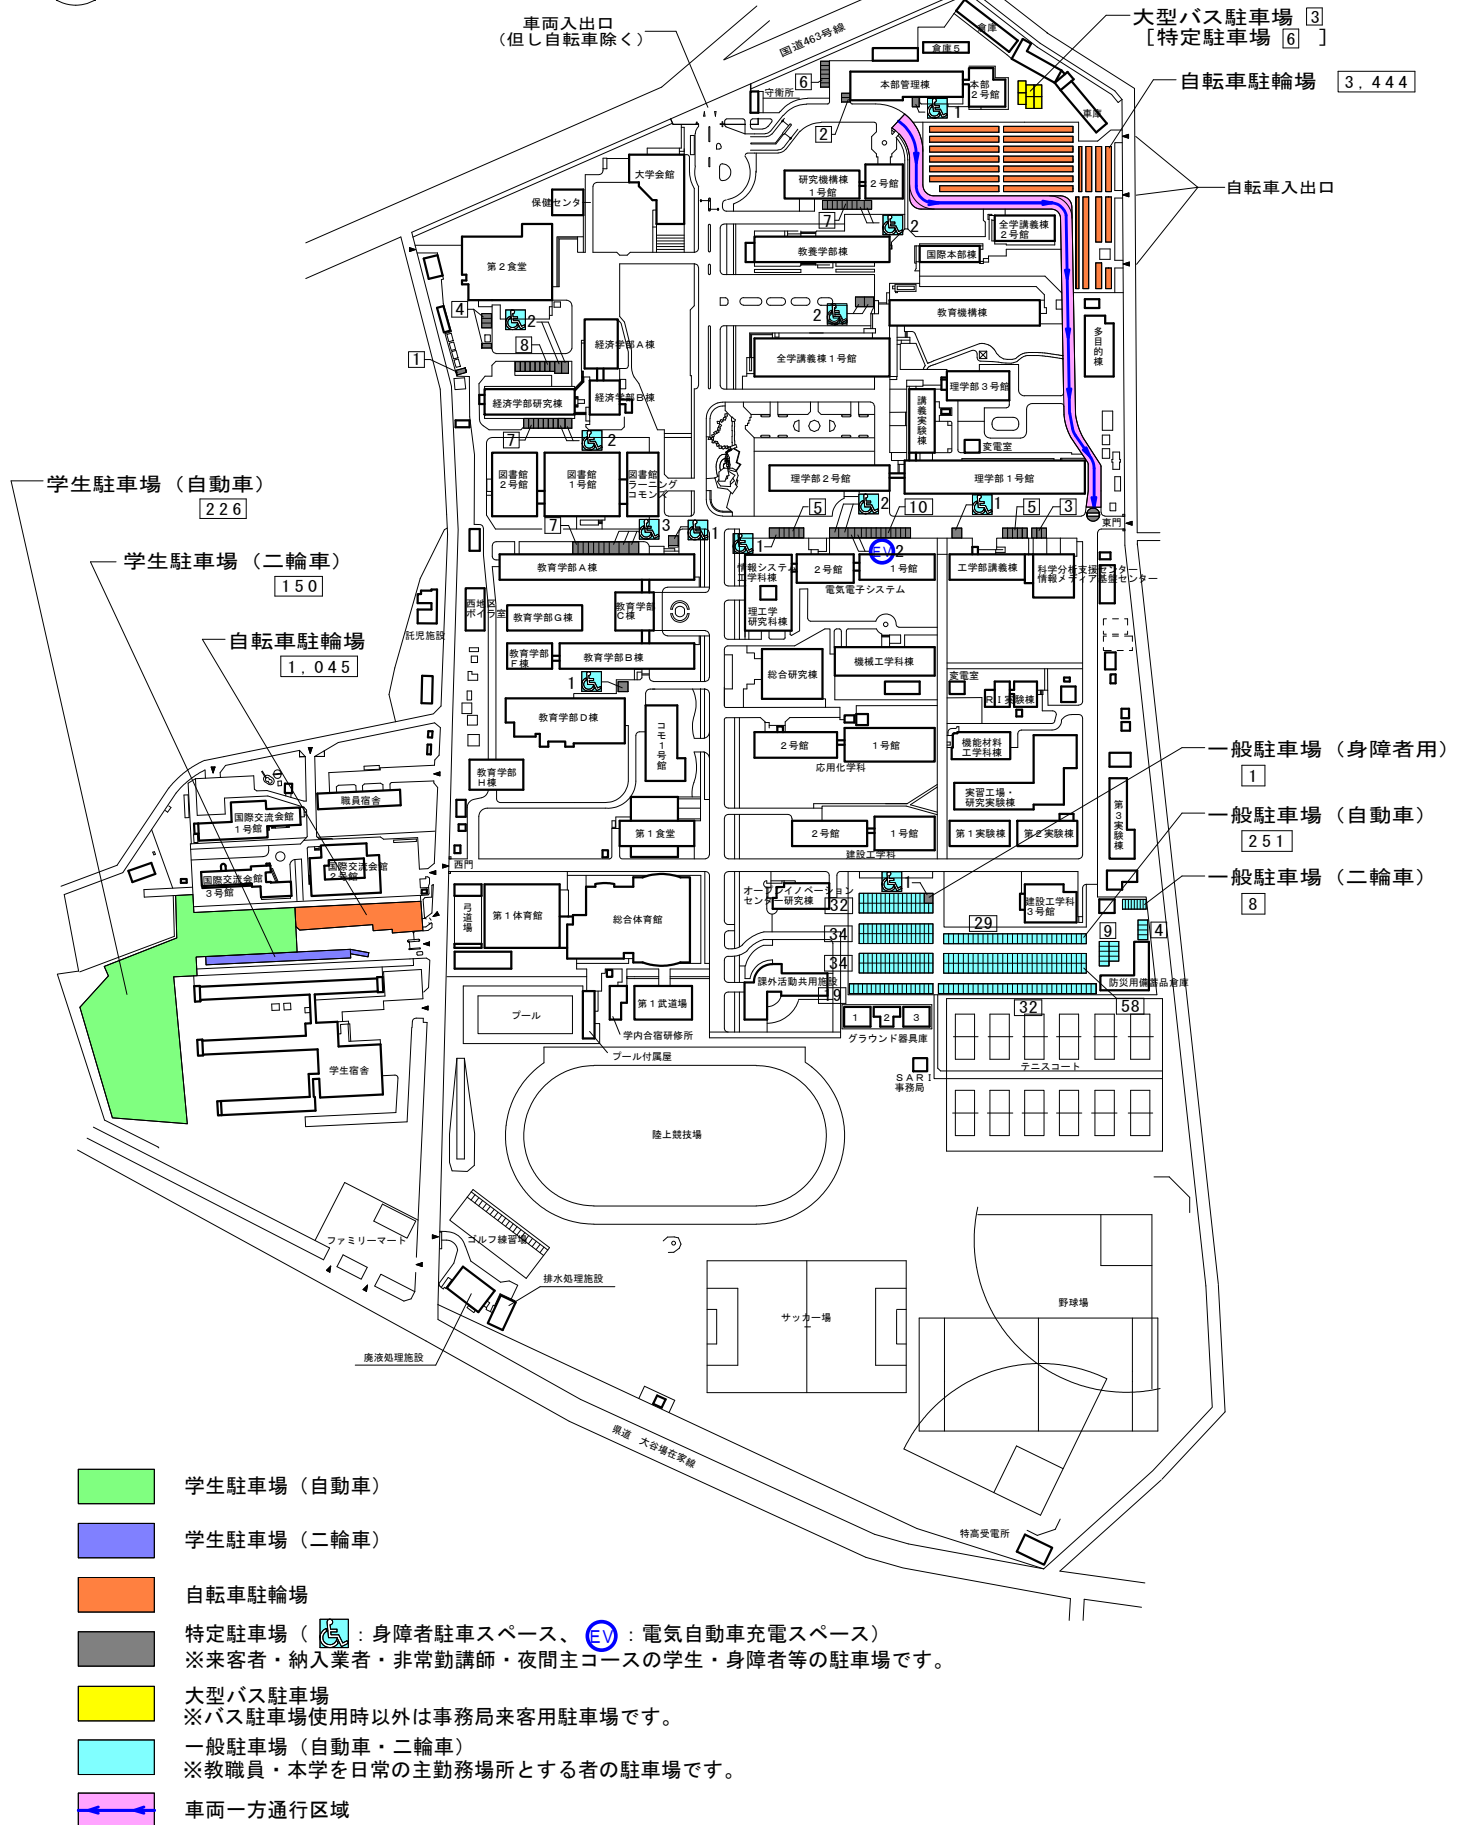 車両入出口
（但し自転車除く）
国道463号線
倉庫
倉庫５
大型バス駐車場 3
［特定駐車場 6 ］
自転車駐輪場 3,444
6
守衛所
本部管理棟
本部
２号館
車庫
1
2
大学会館
研究機構棟
１号館
２号館
自転車入出口
保健センター
7
2
全学講義棟
２号館
第２食堂
教養学部棟
国際本部棟
4
2
2
教育機構棟
多目的棟
8
1
経済学部Ａ棟
全学講義棟１号館
理学部３号館
経済学部研究棟
経済学部Ｂ棟
講義実験棟
7
2
変電室
図書館
２号館
図書館
１号館
図書館
ラーニング
コモンズ
理学部２号館
理学部１号館
学生駐車場（自動車）
226
7
3
1
1
5
2
10
1
5
3
東門
EV 2
学生駐車場（二輪車）
150
教育学部Ａ棟
情報システム
工学科棟
２号館
１号館
電気電子システム
工学部講義棟
科学分析支援センター
情報メディア基盤センター
西地区
ボイラ室
教育学部Ｇ棟
教育学部
Ｃ棟
理工学
研究科棟
託児施設
自転車駐輪場
1,045
教育学部
Ｆ棟
教育学部Ｂ棟
総合研究棟
機械工学科棟
1
変電室
ＲＩ実験棟
教育学部Ｄ棟
コモ１号館
２号館
１号館
応用化学科
機能材料
工学科棟
一般駐車場（身障者用）
1
教育学部
Ｈ棟
職員宿舎
実習工場・
研究実験棟
第３実験棟
国際交流会館
１号館
第１食堂
２号館
１号館
建設工学科
第１実験棟
第２実験棟
一般駐車場（自動車）
251
西門
国際交流会館
２号館
国際交流会館
３号館
1
オープンイノベーション
センター研究棟
建設工学科
３号館
一般駐車場（二輪車）
8
弓道場
第１体育館
総合体育館
32
29
34
9
4
34
課外活動共用施設
防災用備蓄品倉庫
19
32
58
プール
第１武道場
1
2
3
グラウンド器具庫
学内合宿研修所
プール付属屋
学生宿舎
ＳＡＲＩ
事務局
テニスコート
陸上競技場
ファミリーマート
ゴルフ練習場
排水処理施設
廃液処理施設
サッカー場
野球場
県道 大谷場在家線
特高受電所
学生駐車場（自動車）
学生駐車場（二輪車）
自転車駐輪場
特定駐車場（ ：身障者駐車スペース、 EV ：電気自動車充電スペース）
※来客者・納入業者・非常勤講師・夜間主コースの学生・身障者等の駐車場です。
大型バス駐車場
※バス駐車場使用時以外は事務局来客用駐車場です。
一般駐車場（自動車・二輪車）
※教職員・本学を日常の主勤務場所とする者の駐車場です。
車両一方通行区域